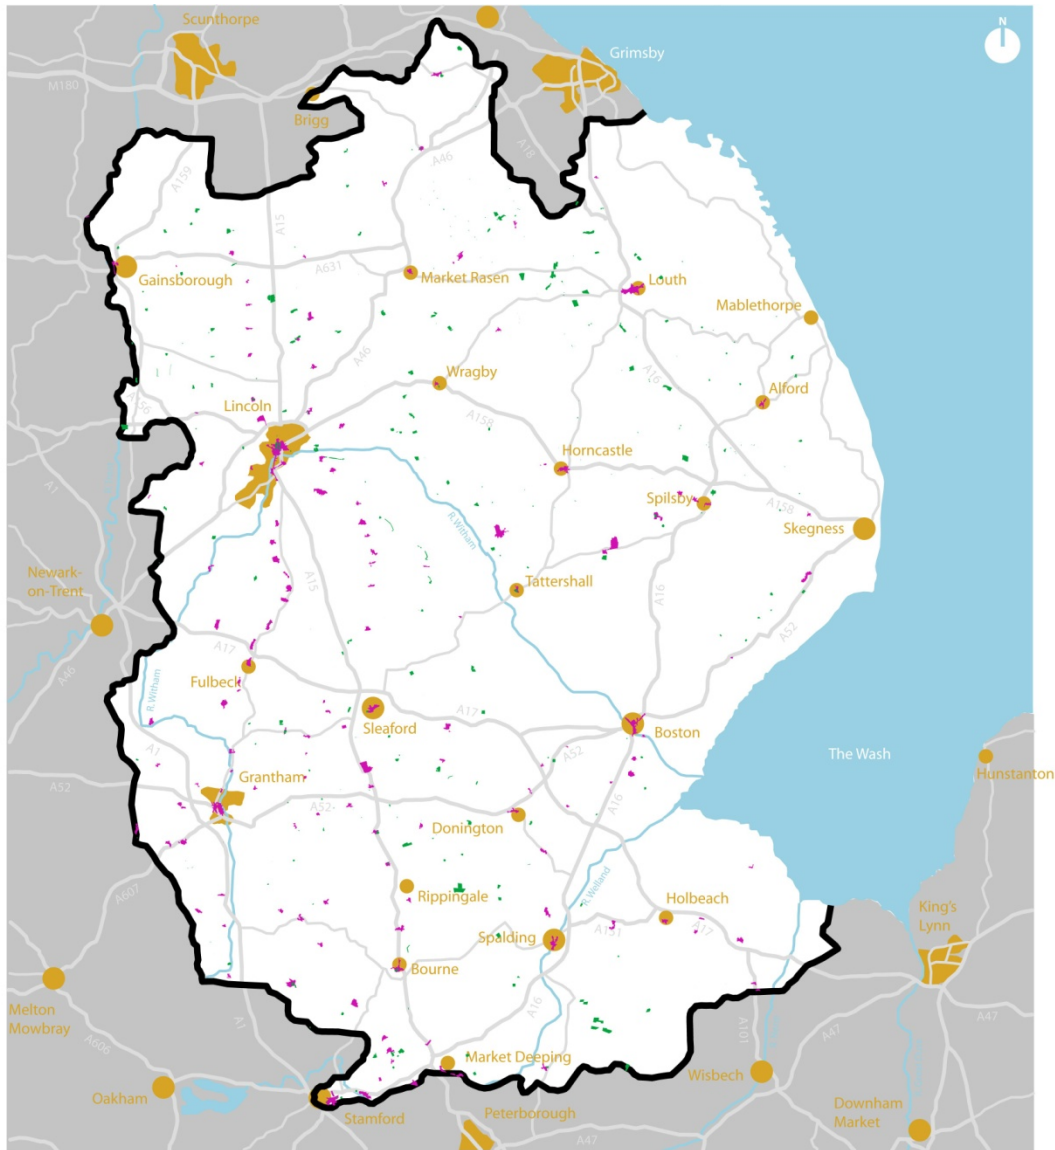 Scunthorpe
N
Grimsby
M180
Brigg
A18
A46
A159
A15
A631
Gainsborough
Market Rasen
Louth
Mablethorpe
A46
A16
Wragby
Alford
A156
Lincoln
A158
Horncastle
A1
Spilsby
A158
Skegness
R.Witham
Newark-
on-Trent
A15
Tattershall
A16
A52
A17
A46
Fulbeck
R.Witham
A17
Sleaford
Boston
A1
A52
The Wash
Hunstanton
Grantham
A52
A52
A16
Donington
R.Welland
A607
Rippingale
Holbeach
King's
Lynn
Spalding
A151
A17
Bourne
Melton
Mowbray
A16
A47
A1
A101
A47
A606
Market Deeping
Wisbech
Oakham
Stamford
Peterborough
Downham
Market
A47